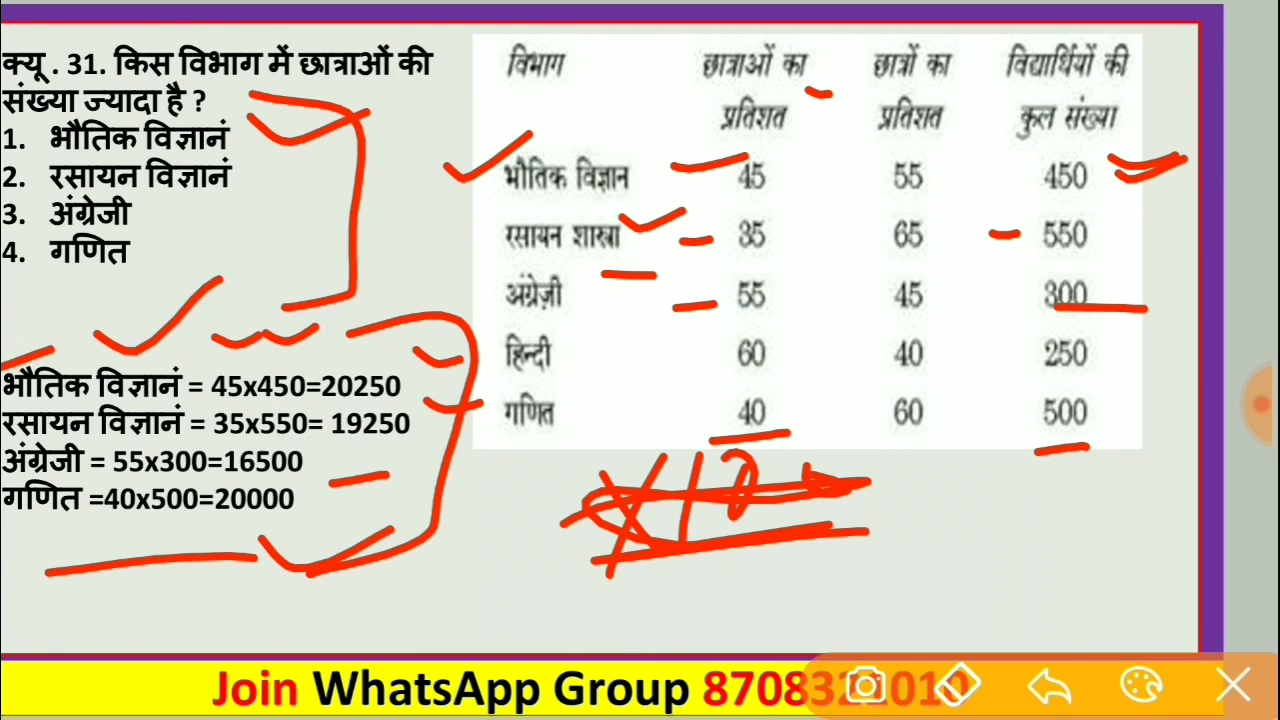 क्यू . 31. किस विभाग में छात्राओं की
संख्या ज्यादा है ?
1. भौतिक विज्ञानं
2. रसायन विज्ञानं
3. अंग्रेजी
4. गणित
भौतिक विज्ञानं = 45x450=20250
रसायन विज्ञानं = 35x550= 19250
अंग्रेजी = 55x300=16500
गणित =40x500=20000
विभाग छात्राओं का छात्रों का विद्यार्थियों की
प्रतिशत प्रतिशत कुल संख्या
भौतिक विज्ञान 45 55 450
रसायन शास्त्रा 35 65 550
अंग्रेज़ी 55 45 300
हिन्दी 60 40 250
गणित 40 60 500
Join WhatsApp Group